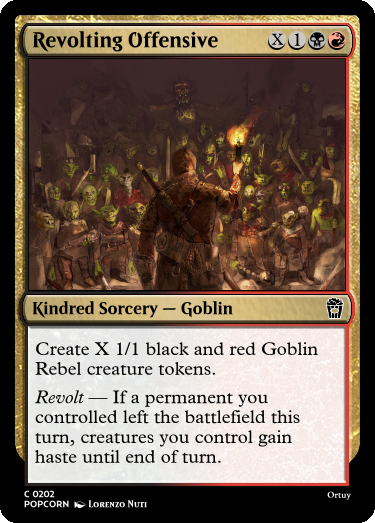 Revolting Offensive X 1 B R
Kindred Sorcery — Goblin
Create X 1/1 black and red Goblin
Rebel creature tokens.
Revolt — If a permanent you
controlled left the battlefield this
turn, creatures you control gain
haste until end of turn.
C 0202
POPCORN Lorenzo Nuti
Ortuy